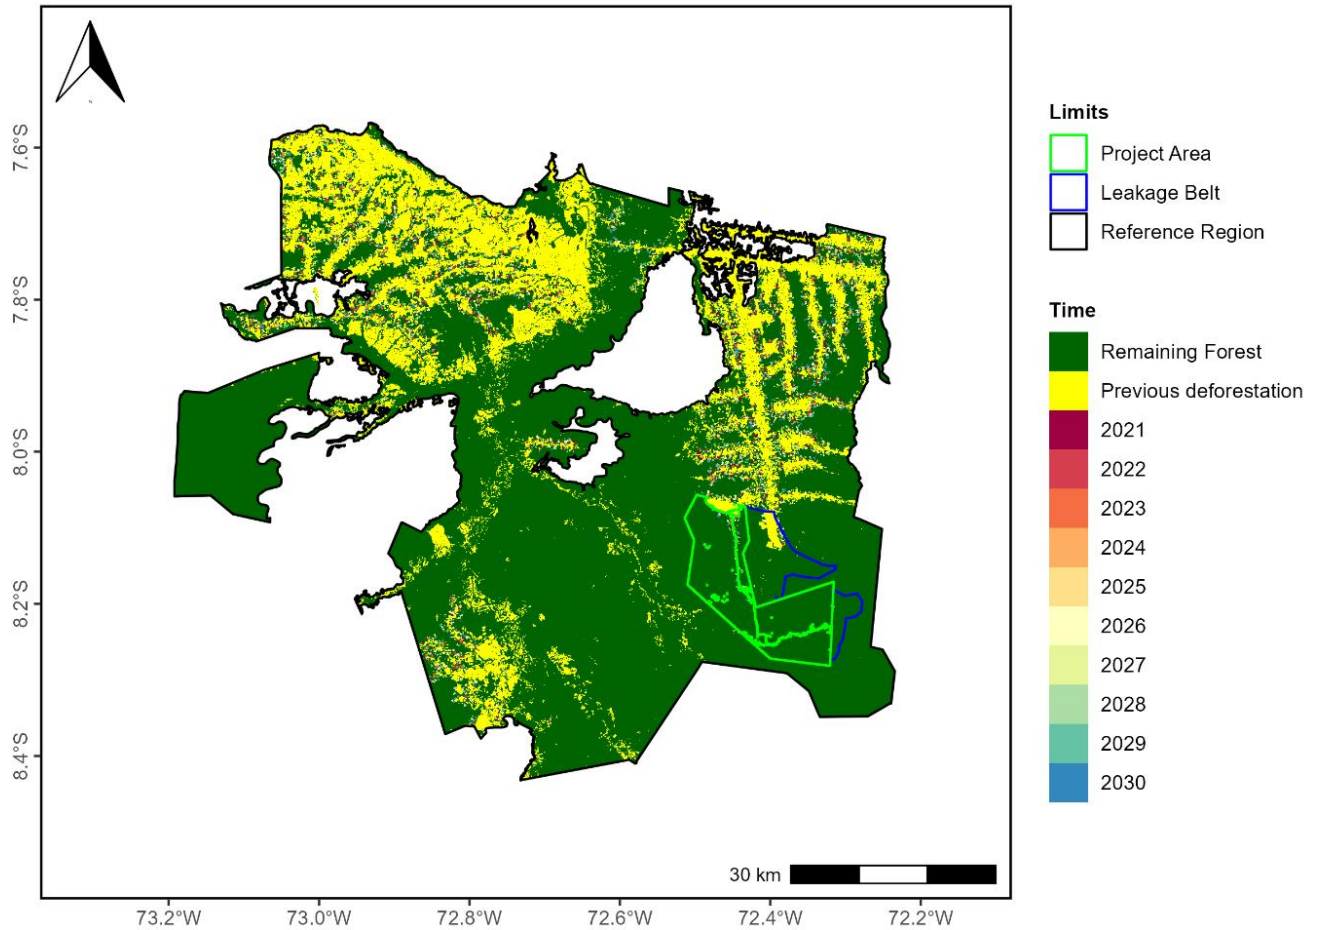 7.6°S
7.8°S
8.0°S
8.2°S
8.4°S
73.2°W
73.0°W
72.8°W
72.6°W
72.4°W
72.2°W
30 km
Limits
Project Area
Leakage Belt
Reference Region
Time
Remaining Forest
Previous deforestation
2021
2022
2023
2024
2025
2026
2027
2028
2029
2030